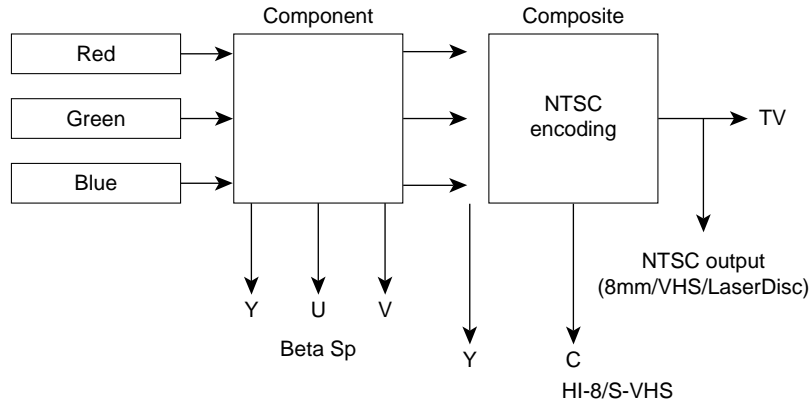 Component
Composite
Red
Green
Blue
NTSC
encoding
TV
NTSC output
(8mm/VHS/LaserDisc)
Y
U
V
Beta Sp
Y
C
HI-8/S-VHS